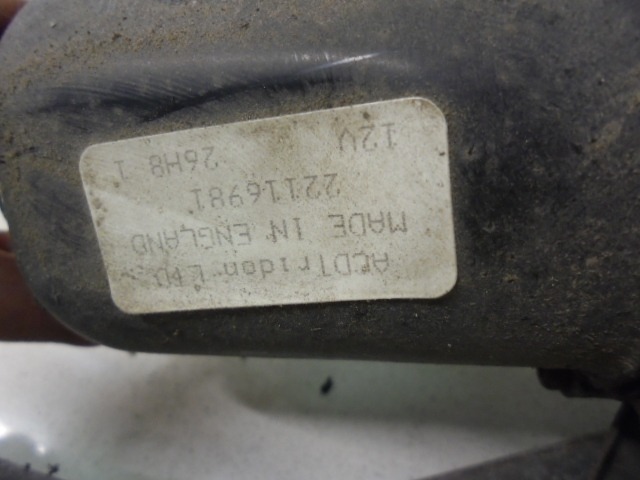 ACDTridon LTD.
MADE IN ENGLAND
22116981
12V 26H8 1